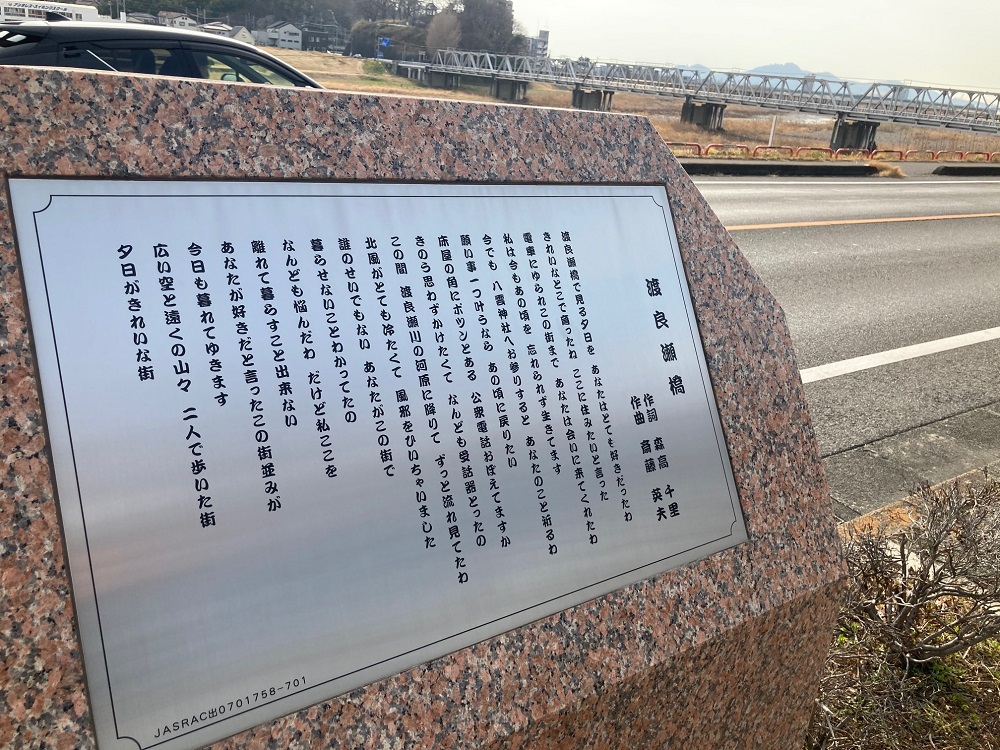 渡良瀬橋
作詞 森高 千里
作曲 斎藤 英夫
渡良瀬橋で見る夕日を あなたはとても好きだったわ
きれいなとこで育ったね ここに住みたいと言った
電車にゆられこの街まで あなたは会いに来てくれたわ
私は今もあの頃を 忘れられず生きてます
今でも 八雲神社へお参りすると あなたのこと祈るわ
願い事一つ叶うなら あの頃に戻りたい
床屋の角にポツンとある 公衆電話おぼえてますか
きのう思わずかけたくて なんども受話器とったの
この間 渡良瀬川の河原に降りて ずっと流れ見てたわ
北風がとても冷たくて 風邪をひいちゃいました
誰のせいでもない あなたがこの街で
暮らせないことわかってたの
なんども悩んだわ だけど私ここを
離れて暮らすこと出来ない
あなたが好きだと言ったこの街並みが
今日も暮れてゆきます
広い空と遠くの山々 二人で歩いた街
夕日がきれいな街
JASRAC出0701758-701